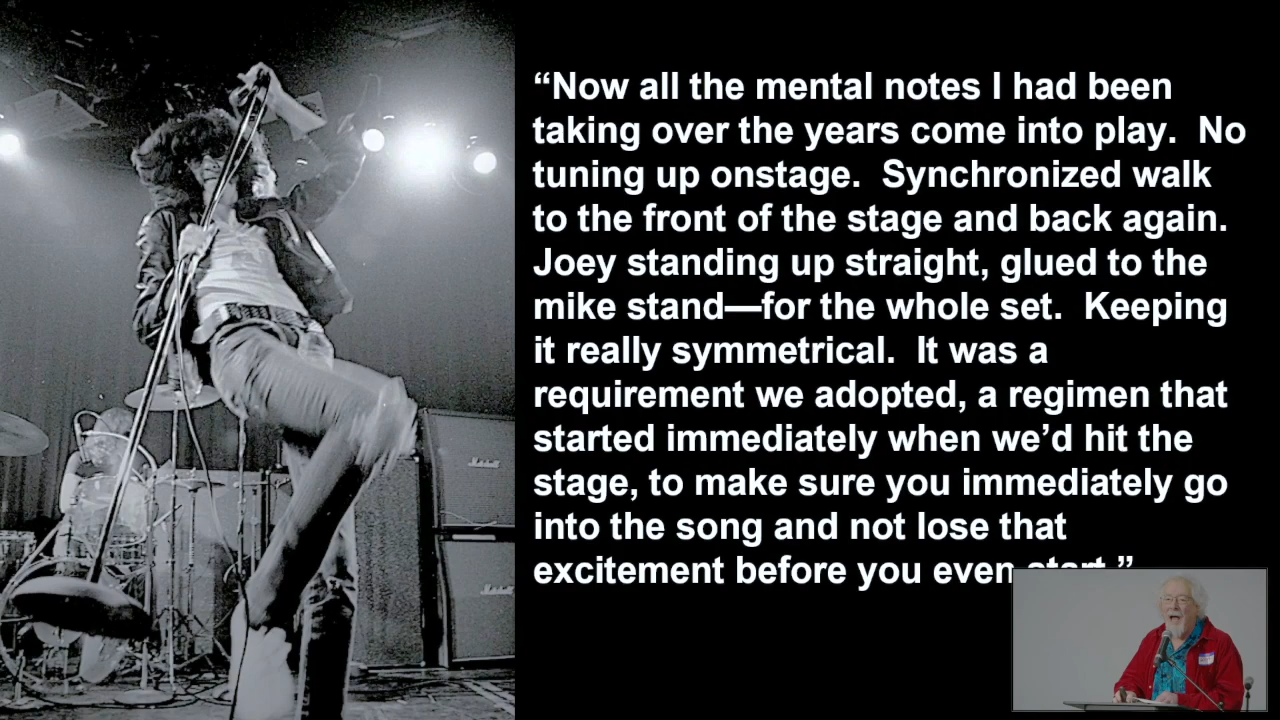 “Now all the mental notes I had been
taking over the years come into play.  No
tuning up onstage.  Synchronized walk
to the front of the stage and back again.
Joey standing up straight, glued to the
mike stand—for the whole set.  Keeping
it really symmetrical.  It was a
requirement we adopted, a regimen that
started immediately when we’d hit the
stage, to make sure you immediately go
into the song and not lose that
excitement before you even start.”
Marshall
Marshall